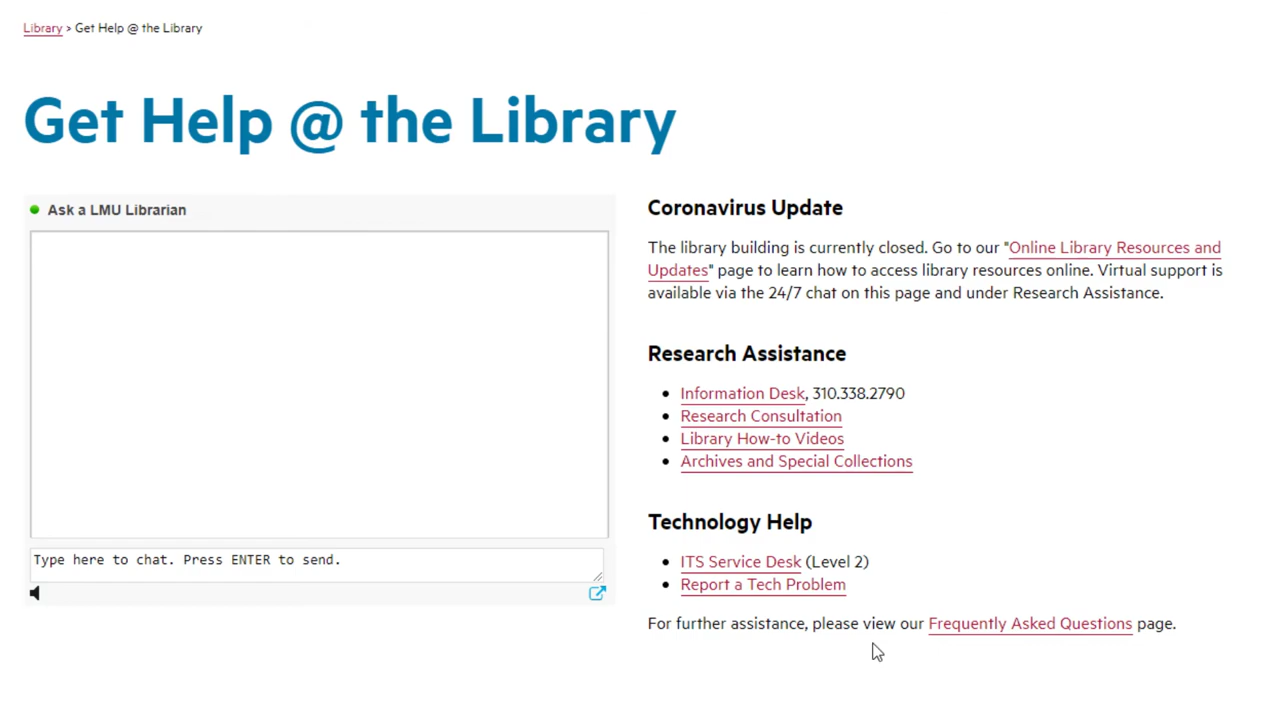 Library > Get Help @ the Library
Get Help @ the Library
Ask a LMU Librarian
Type here to chat. Press ENTER to send.
Coronavirus Update
The library building is currently closed. Go to our "Online Library Resources and
Updates" page to learn how to access library resources online. Virtual support is
available via the 24/7 chat on this page and under Research Assistance.
Research Assistance
Information Desk, 310.338.2790
Research Consultation
Library How-to Videos
Archives and Special Collections
Technology Help
ITS Service Desk (Level 2)
Report a Tech Problem
For further assistance, please view our Frequently Asked Questions page.